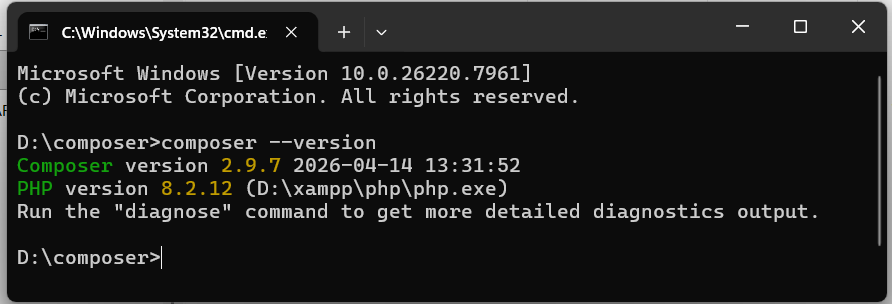 C:\Windows\System32\cmd.e
Microsoft Windows [Version 10.0.26220.7961]
(c) Microsoft Corporation. All rights reserved.
D:\composer>composer --version
Composer version 2.9.7 2026-04-14 13:31:52
PHP version 8.2.12 (D:\xampp\php\php.exe)
Run the "diagnose" command to get more detailed diagnostics output.
D:\composer>